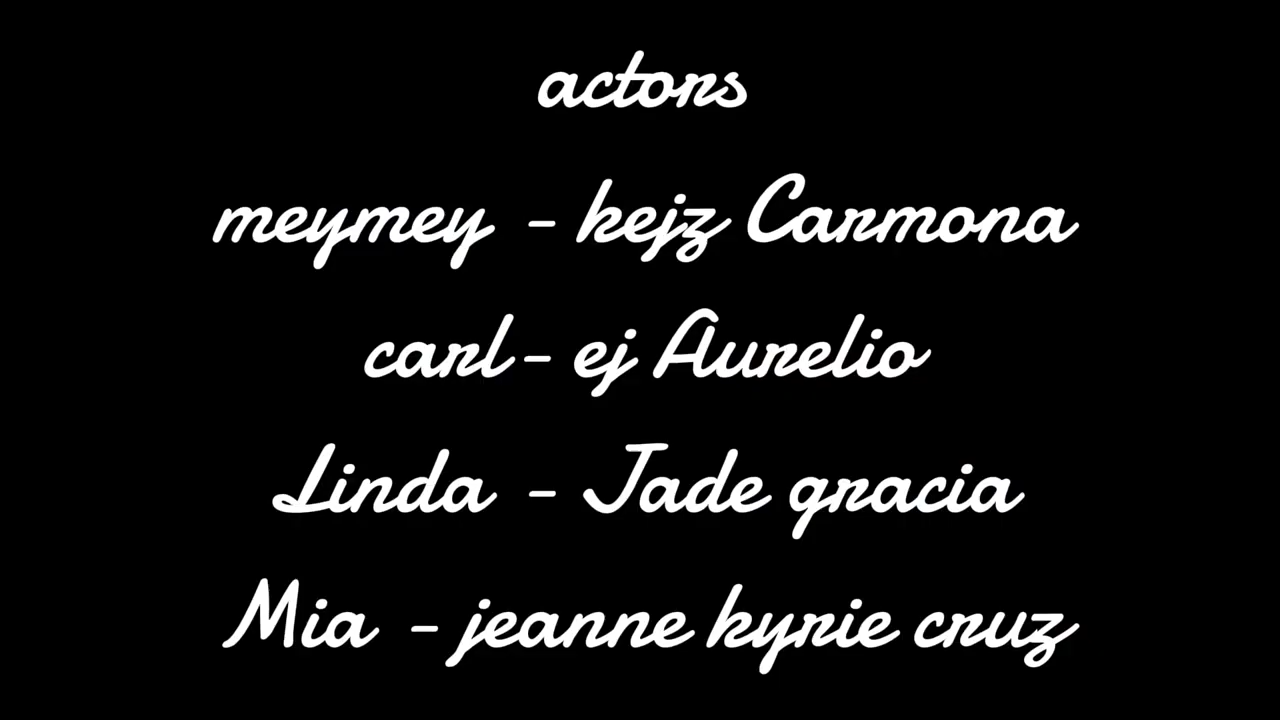 actors
meymey - kejz Carmona
carl - ej Aurelio
Linda - Jade gracia
Mia - jeanne kyrie cruz